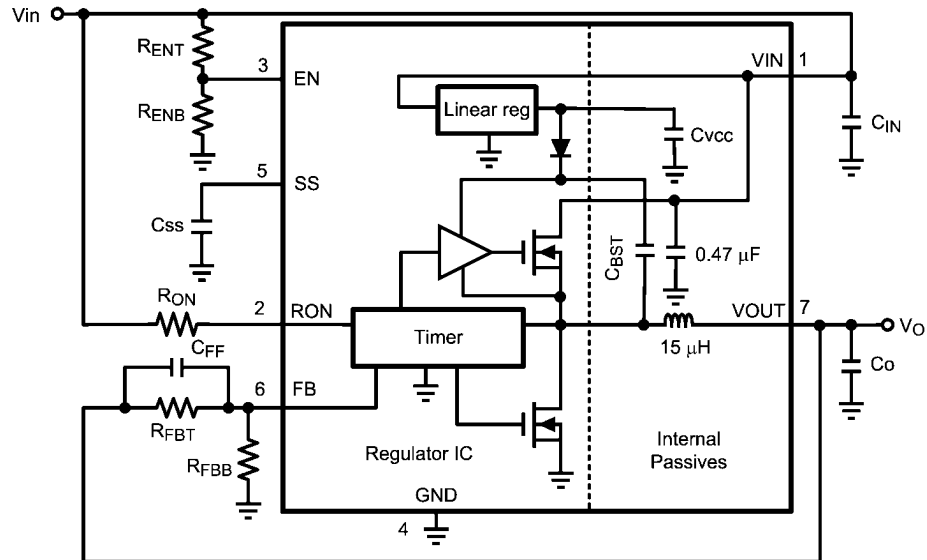 Vin
RENT
3
EN
VIN
1
RENB
Linear reg
Cvcc
CIN
5
SS
Css
CBST
0.47 μF
RON
2
RON
Timer
VOUT
7
VO
15 μH
CFF
6
FB
Co
RFBT
RFBB
Regulator IC
Internal
Passives
GND
4